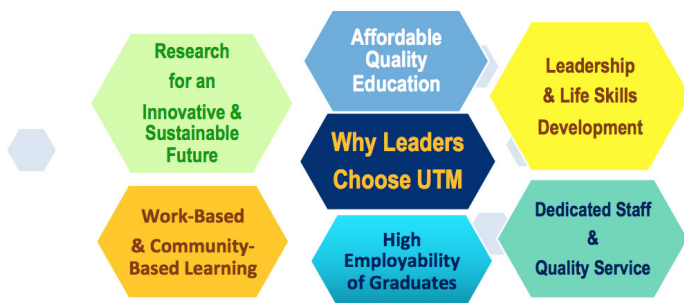 Research
for an
Innovative &
Sustainable
Future
Affordable
Quality
Education
Leadership
& Life Skills
Development
Why Leaders
Choose UTM
Work-Based
& Community-
Based Learning
High
Employability
of Graduates
Dedicated Staff
&
Quality Service